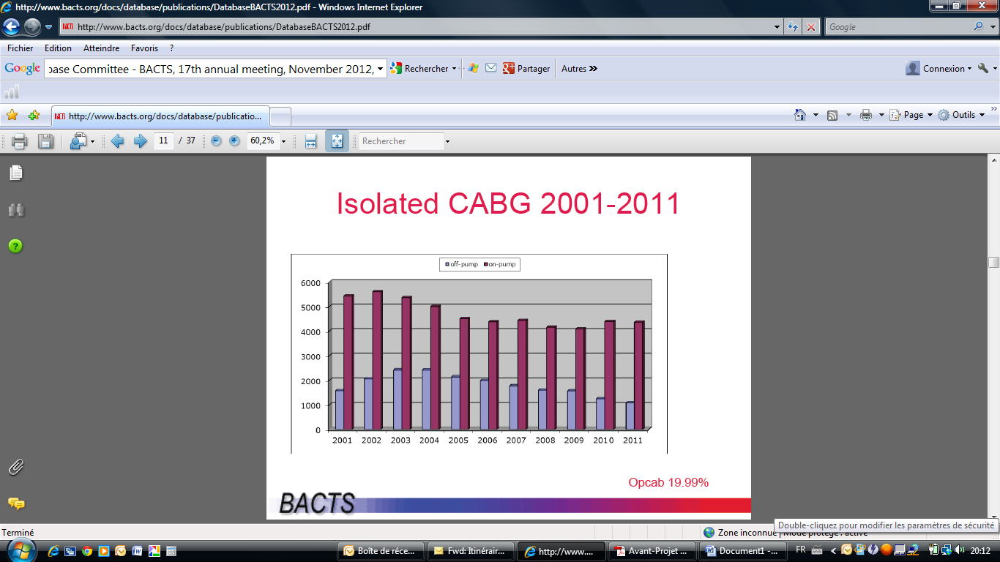 http://www.bacts.org/docs/database/publications/DatabaseBACTS2012.pdf - Windows Internet Explorer
BACTS http://www.bacts.org/docs/database/publications/DatabaseBACTS2012.pdf
Google
Fichier Edition Atteindre Favoris ?
Google base Committee - BACTS, 17th annual meeting, November 2012, Rechercher Partager Autres Connexion
BACTS http://www.bacts.org/docs/database/publicatio... Page Outils
11 / 37 60,2% Rechercher
Isolated CABG 2001-2011
off-pump on-pump
6000
5000
4000
3000
2000
1000
0
2001 2002 2003 2004 2005 2006 2007 2008 2009 2010 2011
Opcab 19.99%
BACTS
Double-cliquez pour modifier les paramètres de sécurité
Terminé Zone inconnue | Mode protégé : activé
Boîte de réce... Fwd: Itinérair... http://www.... Avant-Projet ... Document1 -... FR 20:12